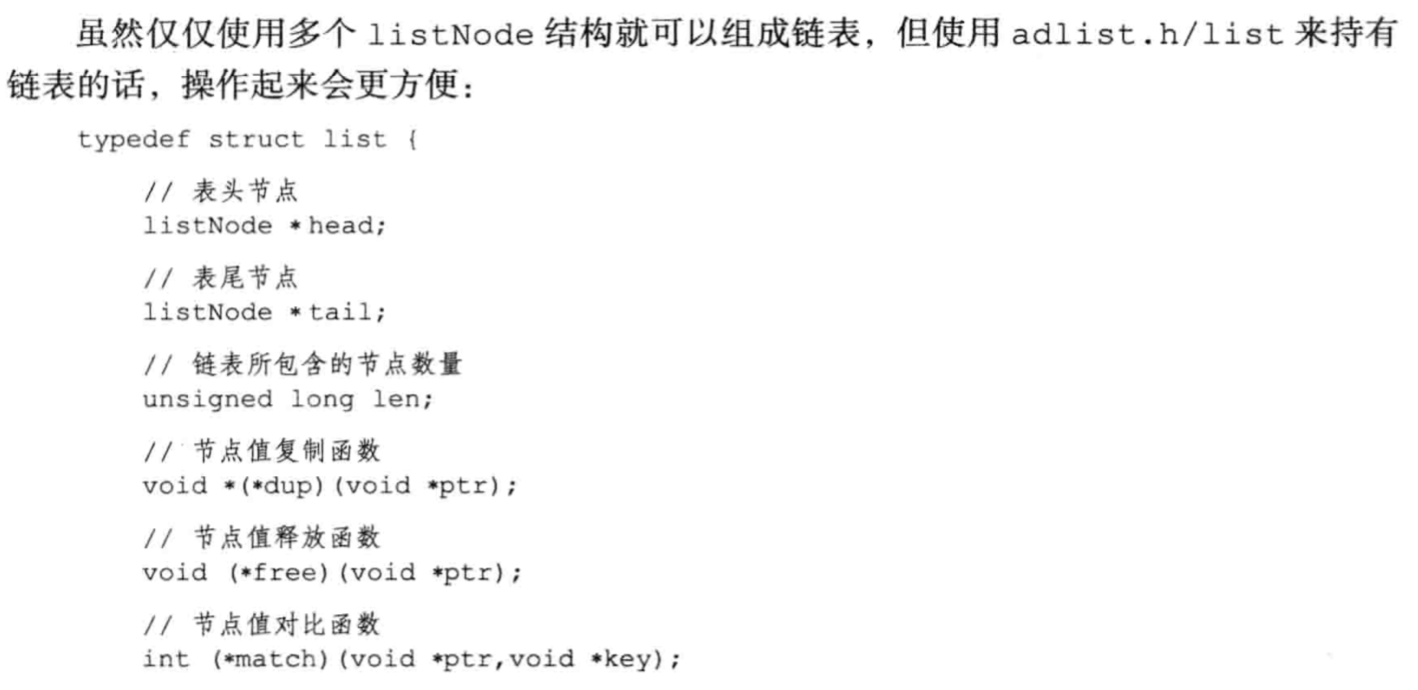 虽然仅仅使用多个 listNode 结构就可以组成链表，但使用 adlist.h/list 来持有
链表的话，操作起来会更方便：
typedef struct list {
// 表头节点
listNode *head;
// 表尾节点
listNode *tail;
// 链表所包含的节点数量
unsigned long len;
// 节点值复制函数
void *(*dup)(void *ptr);
// 节点值释放函数
void (*free)(void *ptr);
// 节点值对比函数
int (*match)(void *ptr,void *key);